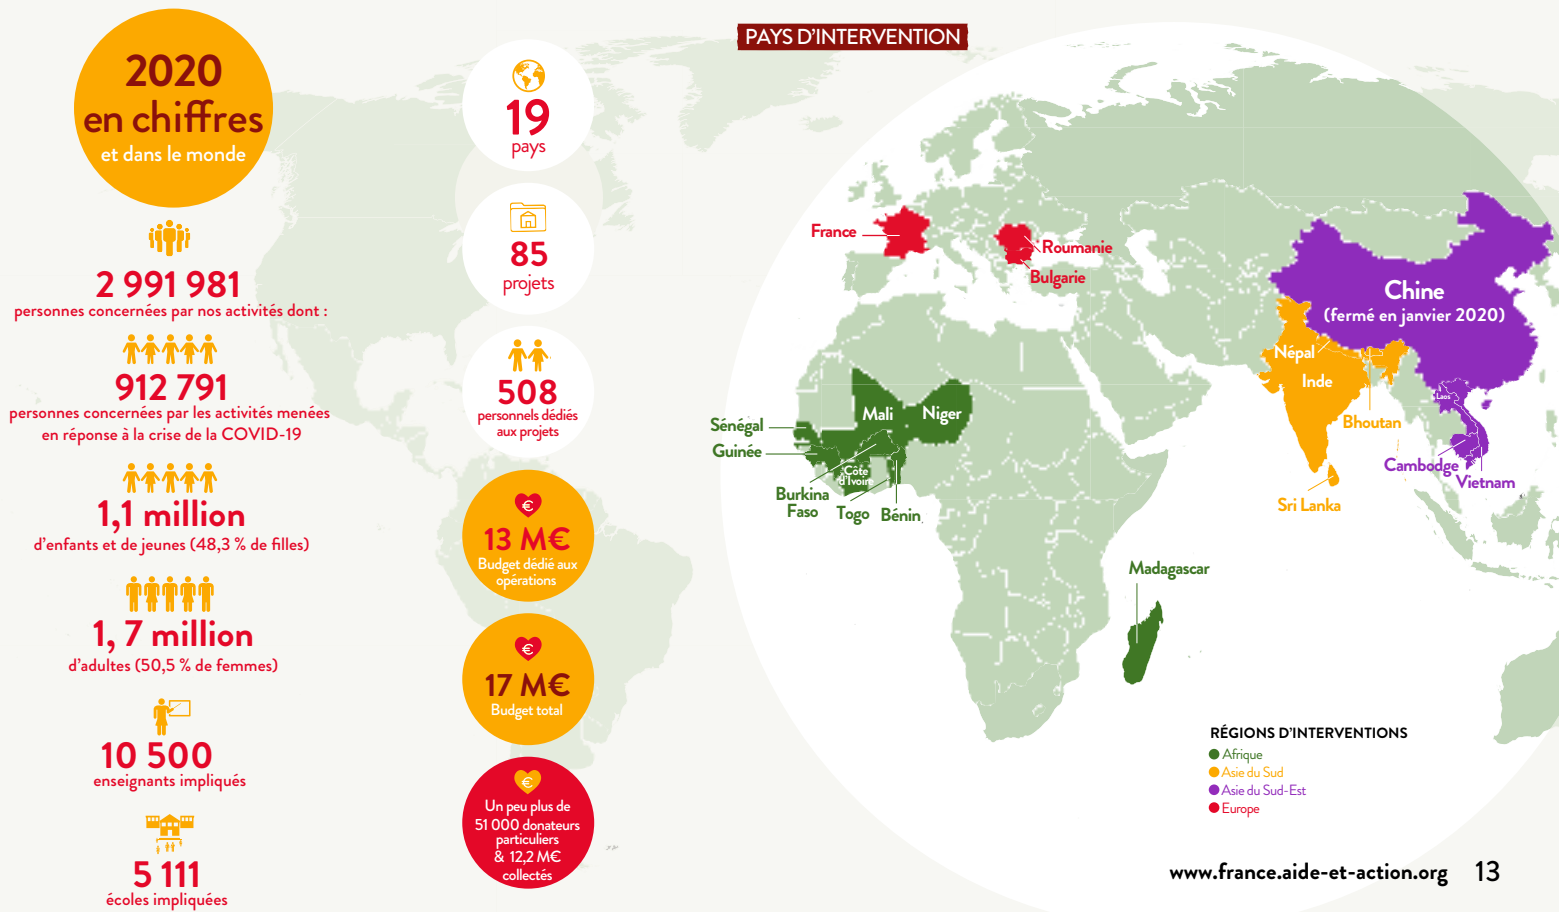 2020
en chiffres
et dans le monde
2 991 981
personnes concernées par nos activités dont :
912 791
personnes concernées par les activités menées
en réponse à la crise de la COVID-19
1,1 million
d'enfants et de jeunes (48,3 % de filles)
1, 7 million
d'adultes (50,5 % de femmes)
10 500
enseignants impliqués
5 111
écoles impliquées
19
pays
85
projets
508
personnels dédiés
aux projets
€
13 M€
Budget dédié aux
opérations
€
17 M€
Budget total
€
Un peu plus de
51 000 donateurs
particuliers
& 12,2 M€
collectés
PAYS D'INTERVENTION
France
Roumanie
Bulgarie
Chine
(fermé en janvier 2020)
Népal
Inde
Bhoutan
Laos
Cambodge
Vietnam
Sri Lanka
Mali
Niger
Sénégal
Guinée
Côte
d'Ivoire
Burkina
Faso
Togo
Bénin
Madagascar
RÉGIONS D'INTERVENTIONS
Afrique
Asie du Sud
Asie du Sud-Est
Europe
www.france.aide-et-action.org 13